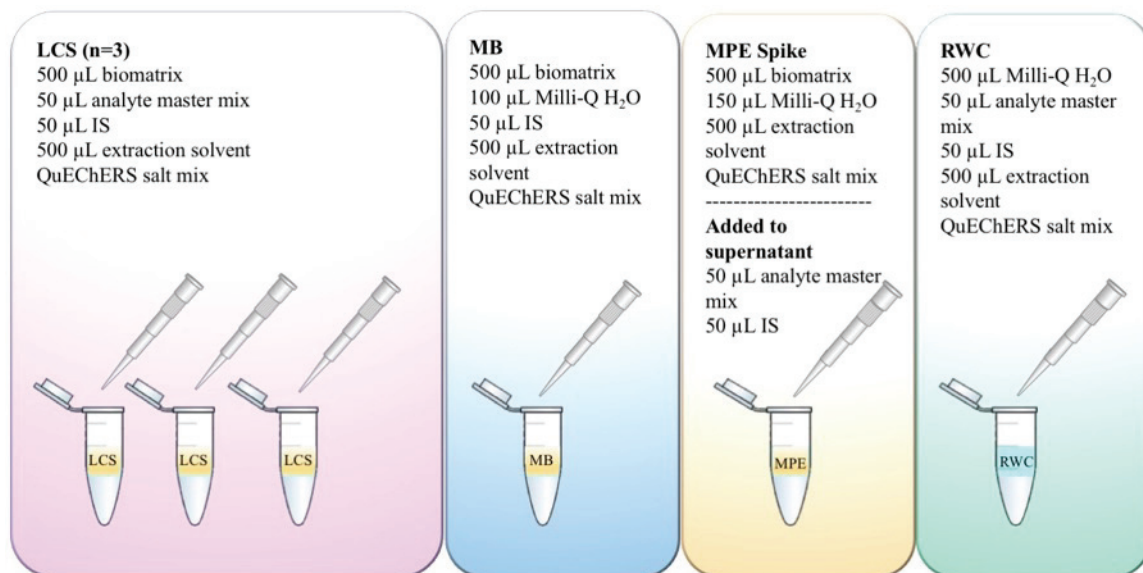 LCS (n=3)
500 µL biomatrix
50 µL analyte master mix
50 µL IS
500 µL extraction solvent
QuEChERS salt mix
MB
500 µL biomatrix
100 µL Milli-Q H₂O
50 µL IS
500 µL extraction
solvent
QuEChERS salt mix
MPE Spike
500 µL biomatrix
150 µL Milli-Q H₂O
500 µL extraction
solvent
QuEChERS salt mix
------------------------
Added to
supernatant
50 µL analyte master
mix
50 µL IS
RWC
500 µL Milli-Q H₂O
50 µL analyte master
mix
50 µL IS
500 µL extraction
solvent
QuEChERS salt mix
LCS
LCS
LCS
MB
MPE
RWC